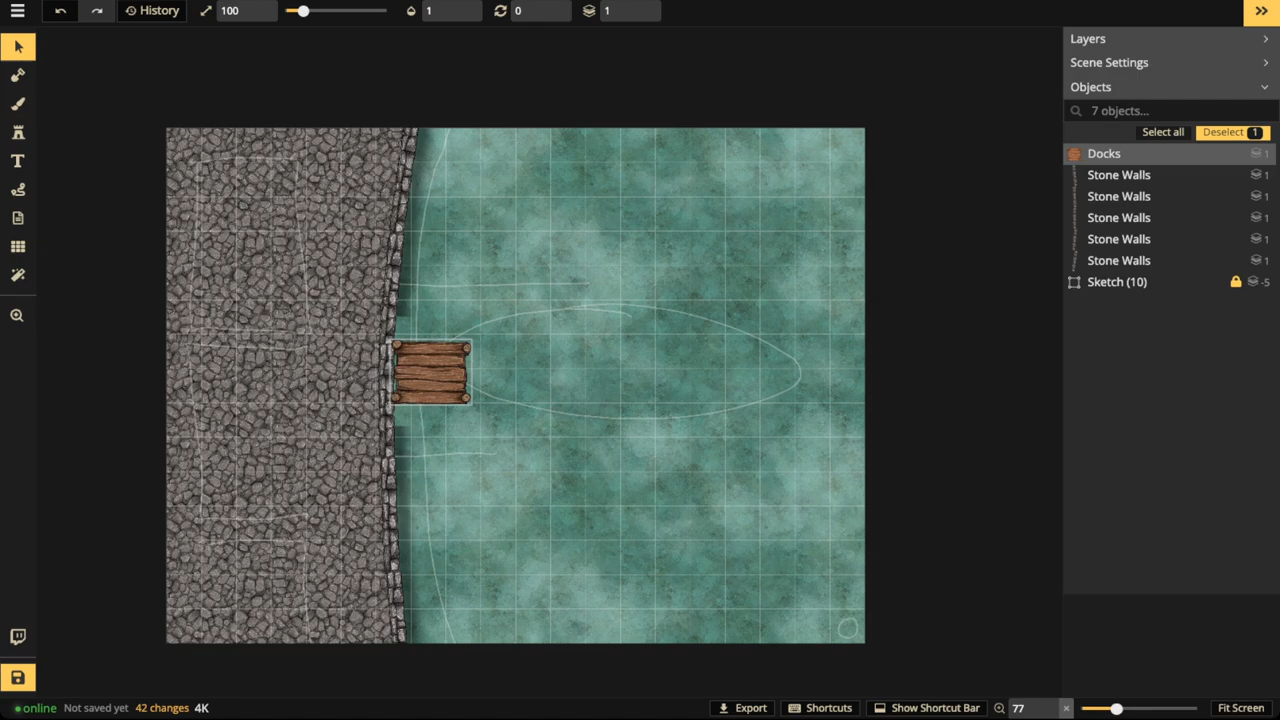 History 100 1 0 1
Layers
Scene Settings
Objects
7 objects...
Select all Deselect 1
Docks 1
Stone Walls 1
Stone Walls 1
Stone Walls 1
Stone Walls 1
Stone Walls 1
Sketch (10) -5
T
online Not saved yet 42 changes 4K Export Shortcuts Show Shortcut Bar 77 × Fit Screen